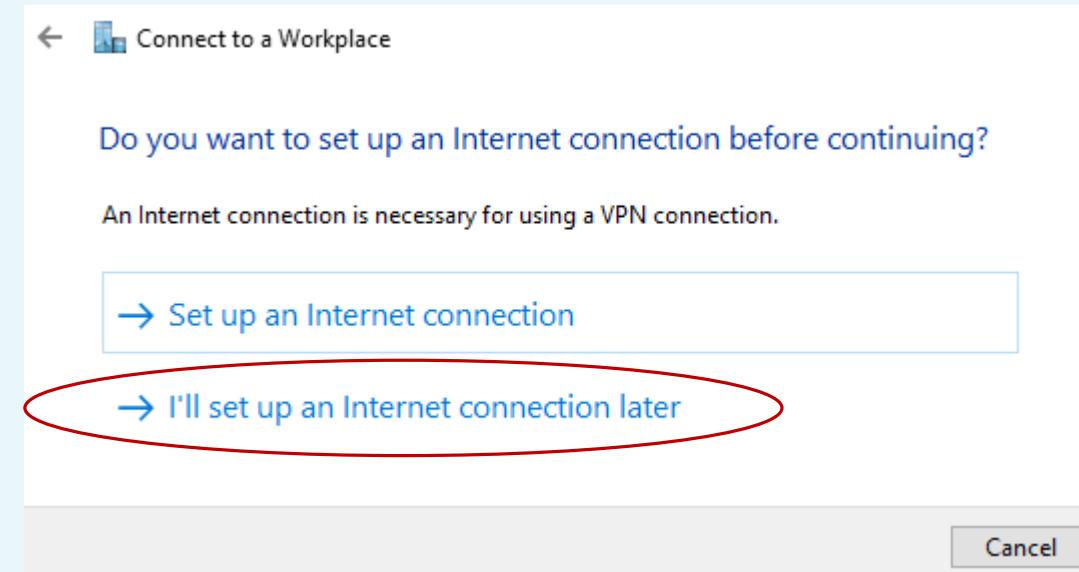 Connect to a Workplace
Do you want to set up an Internet connection before continuing?
An Internet connection is necessary for using a VPN connection.
Set up an Internet connection
I'll set up an Internet connection later
Cancel